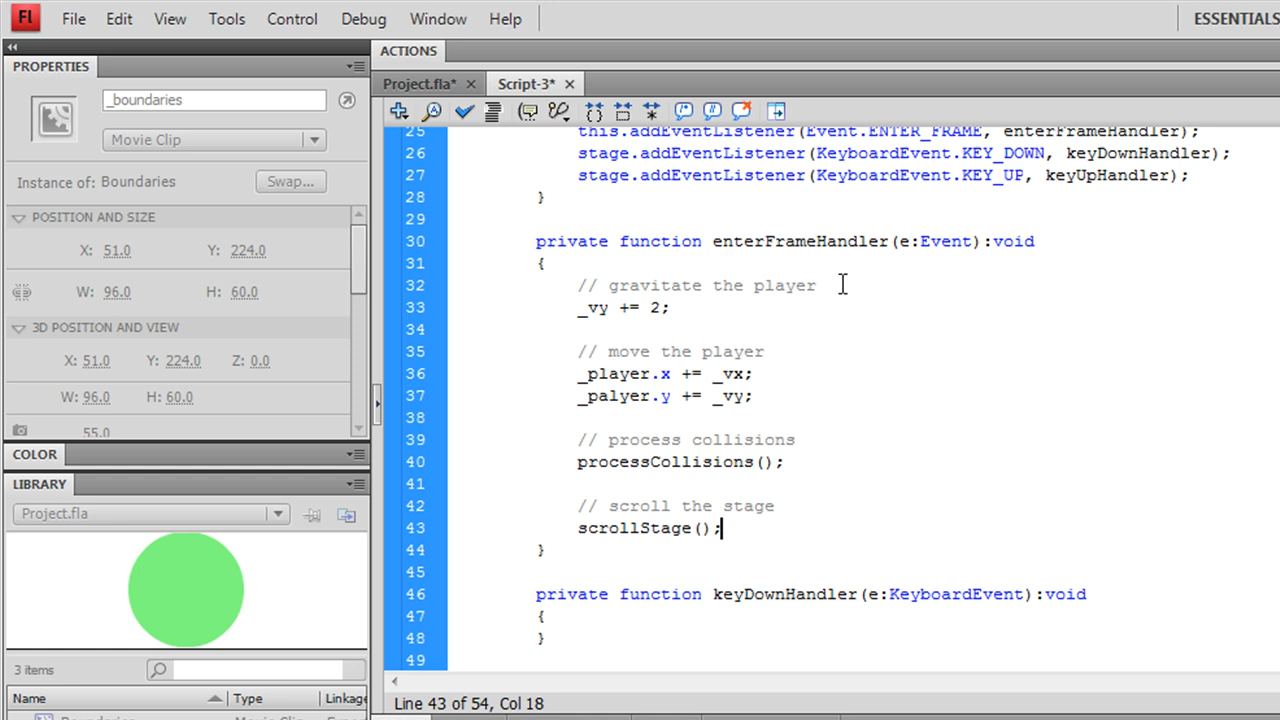 Fl File Edit View Tools Control Debug Window Help ESSENTIALS
PROPERTIES
_boundaries
Movie Clip
Instance of: Boundaries Swap...
POSITION AND SIZE
X: 51.0 Y: 224.0
W: 96.0 H: 60.0
3D POSITION AND VIEW
X: 51.0 Y: 224.0 Z: 0.0
W: 96.0 H: 60.0
55.0
COLOR
LIBRARY
Project.fla
3 items
Name Type Linkage
Boundaries Movie Clip
ACTIONS
Project.fla* Script-3*
25 this.addEventListener(Event.ENTER_FRAME, enterFrameHandler);
26 stage.addEventListener(KeyboardEvent.KEY_DOWN, keyDownHandler);
27 stage.addEventListener(KeyboardEvent.KEY_UP, keyUpHandler);
28 }
29
30 private function enterFrameHandler(e:Event):void
31 {
32 // gravitate the player
33 _vy += 2;
34
35 // move the player
36 _player.x += _vx;
37 _palyer.y += _vy;
38
39 // process collisions
40 processCollisions();
41
42 // scroll the stage
43 scrollStage();
44 }
45
46 private function keyDownHandler(e:KeyboardEvent):void
47 {
48 }
49
Line 43 of 54, Col 18